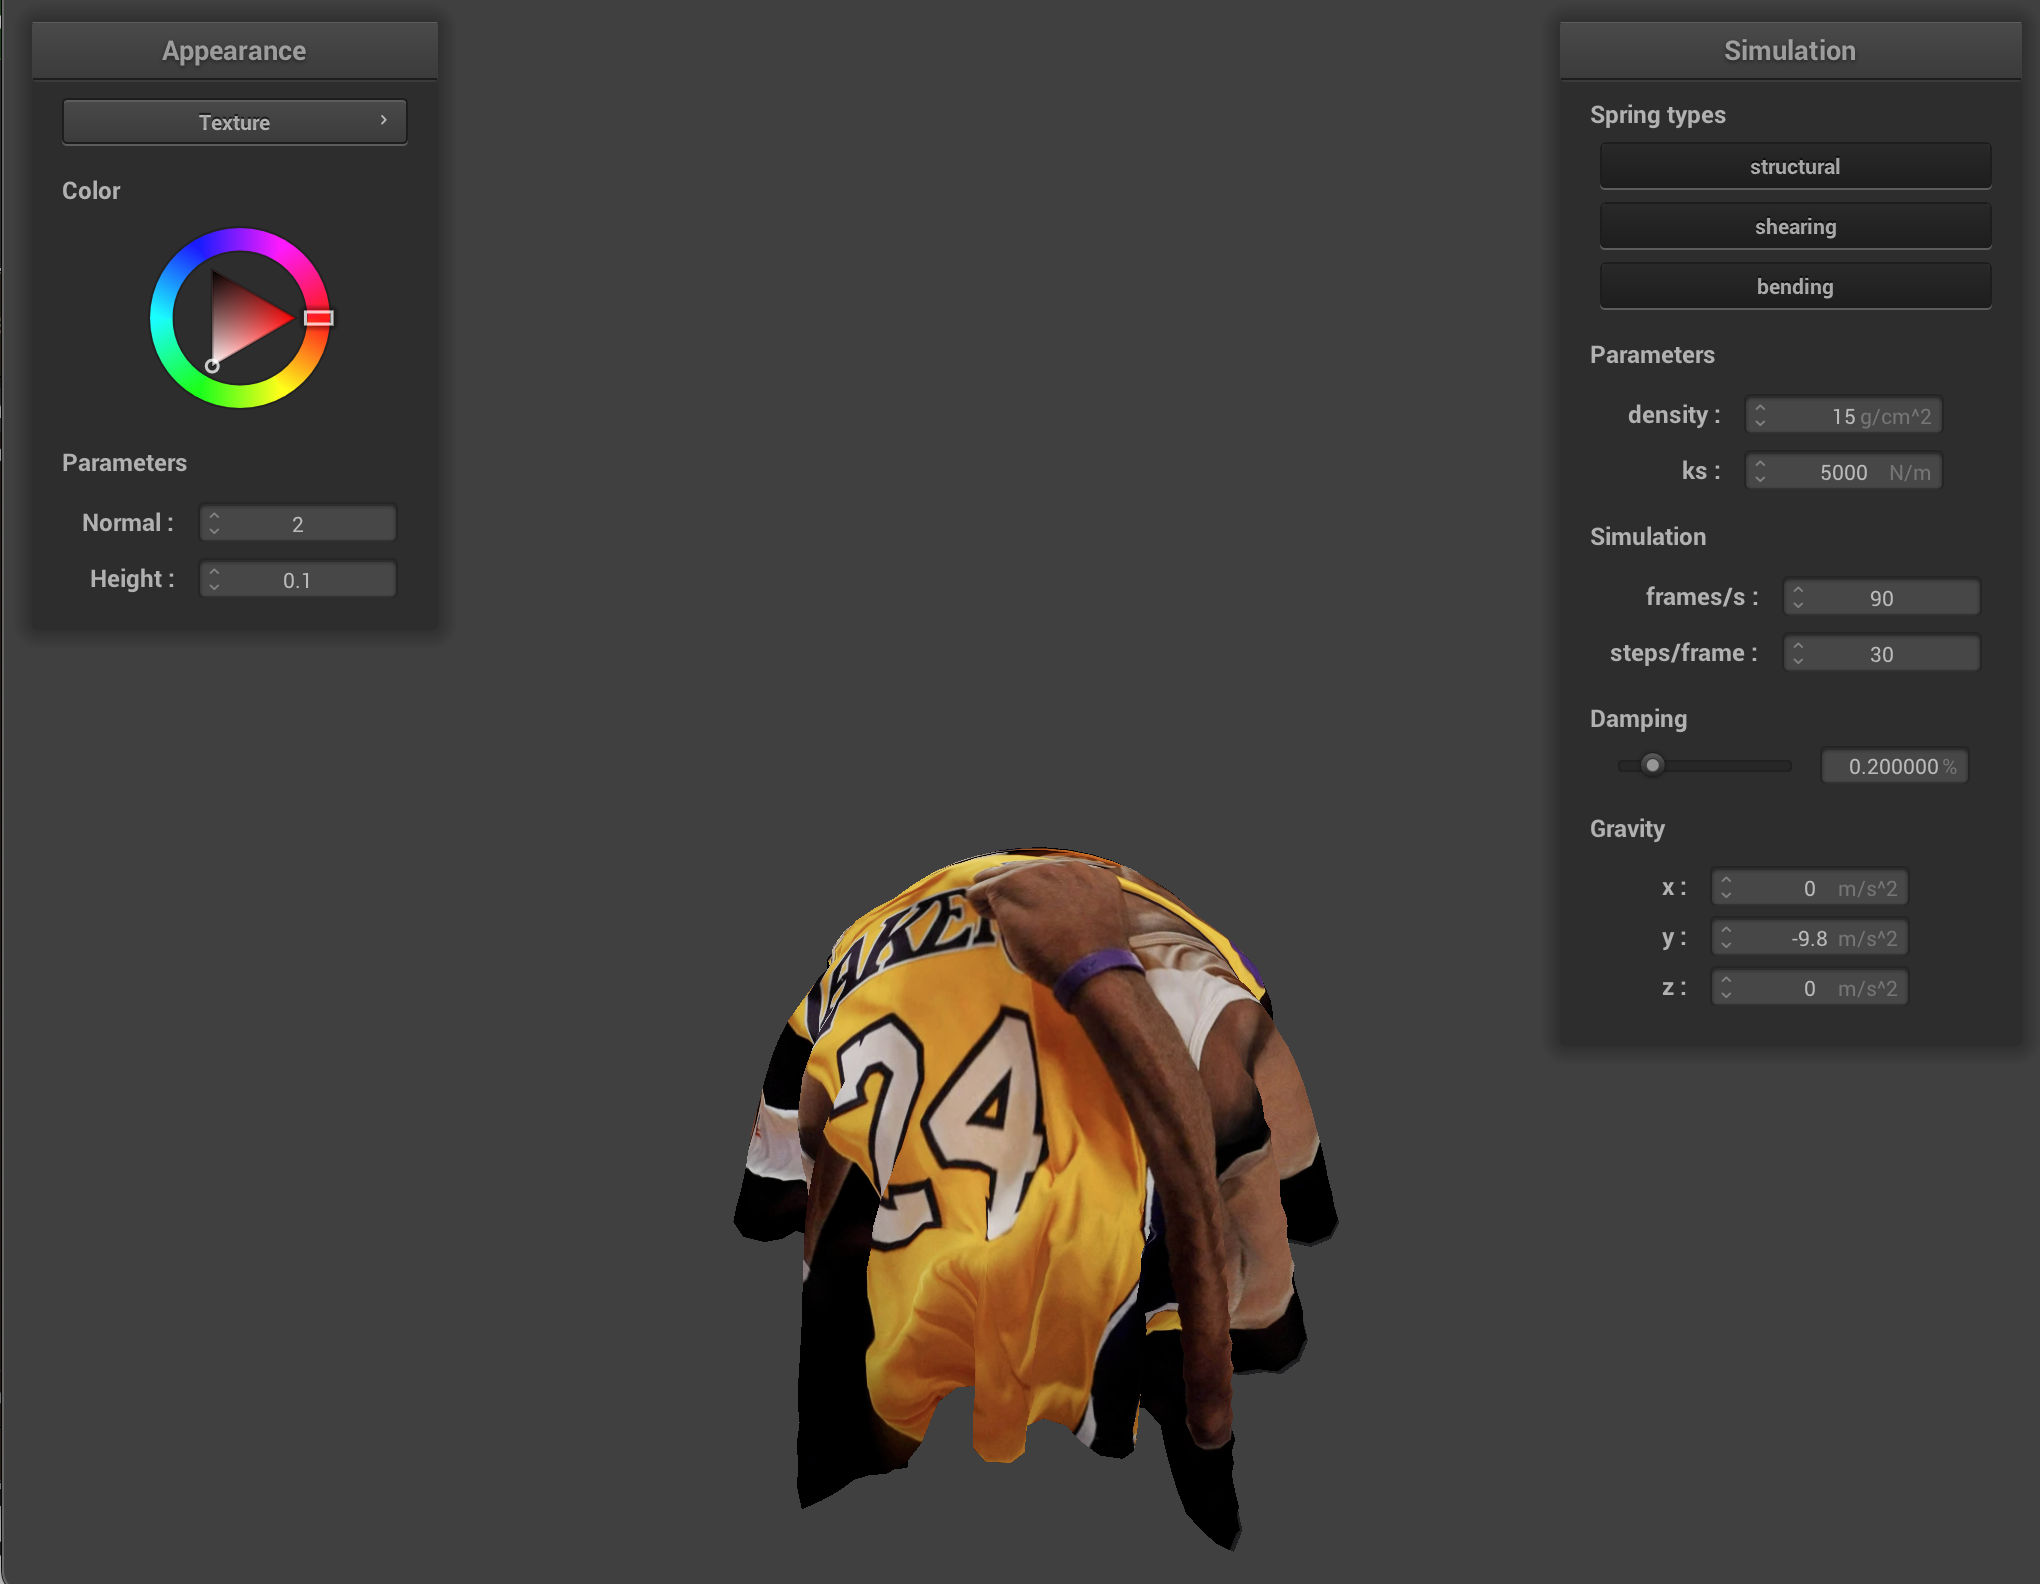 Appearance
Texture
Color
Parameters
Normal : 2
Height : 0.1
Simulation
Spring types
structural
shearing
bending
Parameters
density : 15 g/cm^2
ks : 5000 N/m
Simulation
frames/s : 90
steps/frame : 30
Damping
0.200000 %
Gravity
x : 0 m/s^2
y : -9.8 m/s^2
z : 0 m/s^2
24